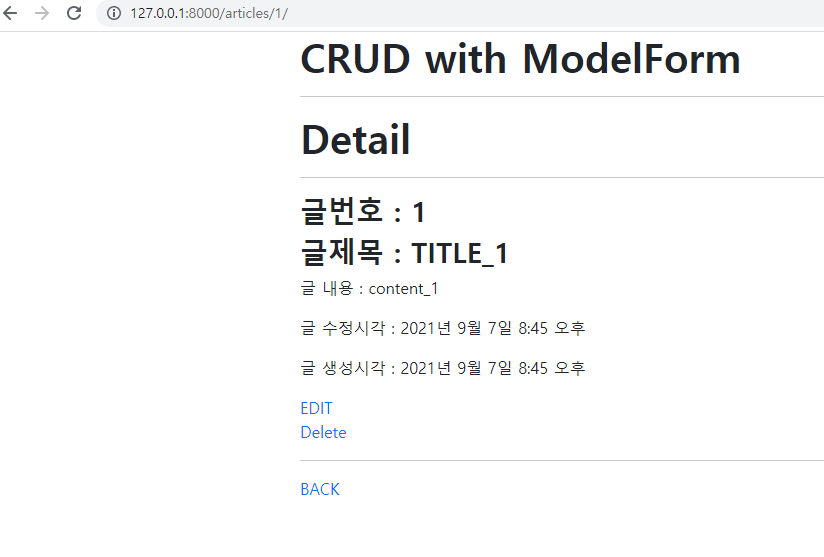 127.0.0.1:8000/articles/1/
CRUD with ModelForm
Detail
글번호 : 1
글제목 : TITLE_1
글 내용 : content_1
글 수정시각 : 2021년 9월 7일 8:45 오후
글 생성시각 : 2021년 9월 7일 8:45 오후
EDIT
Delete
BACK